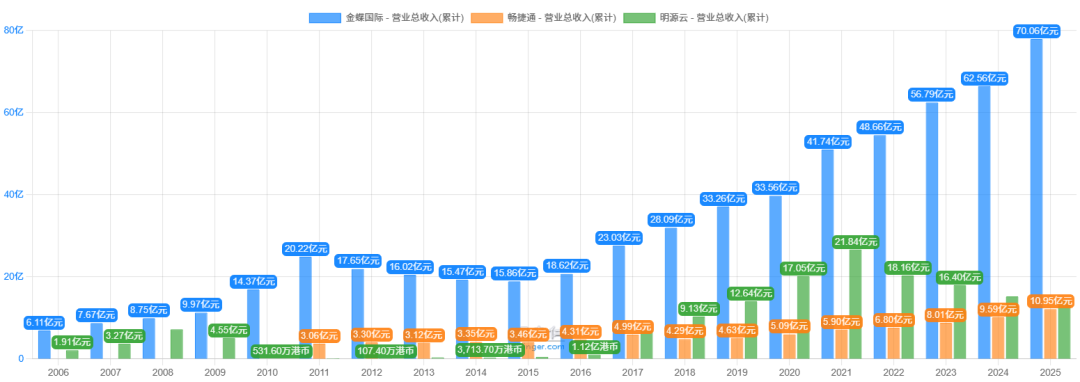 金蝶国际 - 营业总收入(累计) 畅捷通 - 营业总收入(累计) 明源云 - 营业总收入(累计)
80亿
60亿
40亿
20亿
0
6.11亿元
1.91亿元
7.67亿元
3.27亿元
8.75亿元
9.97亿元
4.55亿元
14.37亿元
531.60万港币
20.22亿元
3.06亿元
17.65亿元
3.30亿元
107.40万港币
16.02亿元
3.12亿元
15.47亿元
3.35亿元
3,713.70万港币
15.86亿元
3.46亿元
18.62亿元
4.31亿元
1.12亿港币
23.03亿元
4.99亿元
28.09亿元
4.29亿元
9.13亿元
33.26亿元
4.63亿元
12.64亿元
33.56亿元
5.09亿元
17.05亿元
41.74亿元
5.90亿元
21.84亿元
48.66亿元
6.80亿元
18.16亿元
56.79亿元
8.01亿元
16.40亿元
62.56亿元
9.59亿元
70.06亿元
10.95亿元
2006 2007 2008 2009 2010 2011 2012 2013 2014 2015 2016 2017 2018 2019 2020 2021 2022 2023 2024 2025